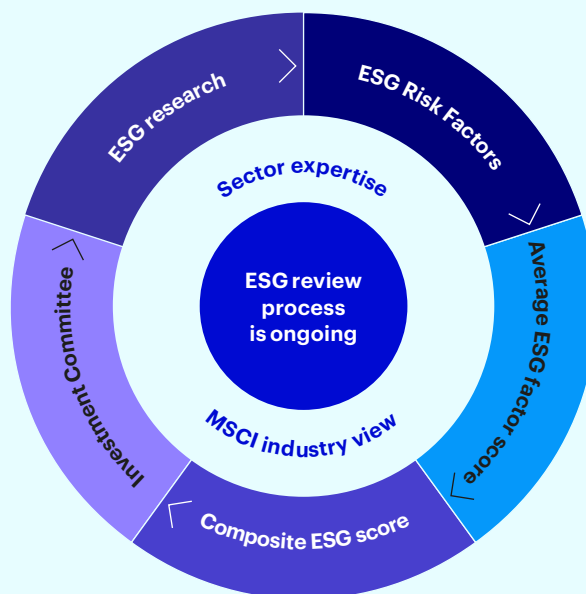 ESG research
ESG Risk Factors
Average ESG factor score
Composite ESG score
Investment Committee
Sector expertise
ESG review
process
is ongoing
MSCI industry view